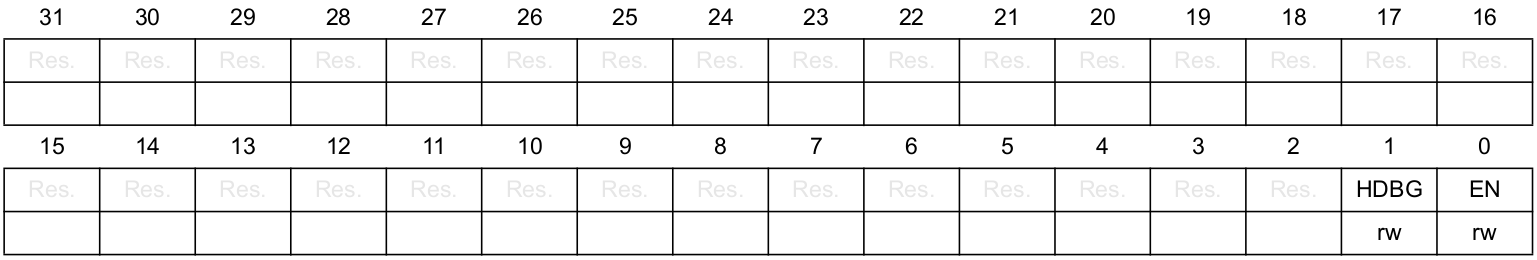 31 30 29 28 27 26 25 24 23 22 21 20 19 18 17 16
Res. Res. Res. Res. Res. Res. Res. Res. Res. Res. Res. Res. Res. Res. Res. Res.
15 14 13 12 11 10 9 8 7 6 5 4 3 2 1 0
Res. Res. Res. Res. Res. Res. Res. Res. Res. Res. Res. Res. Res. Res. HDBG EN
rw rw